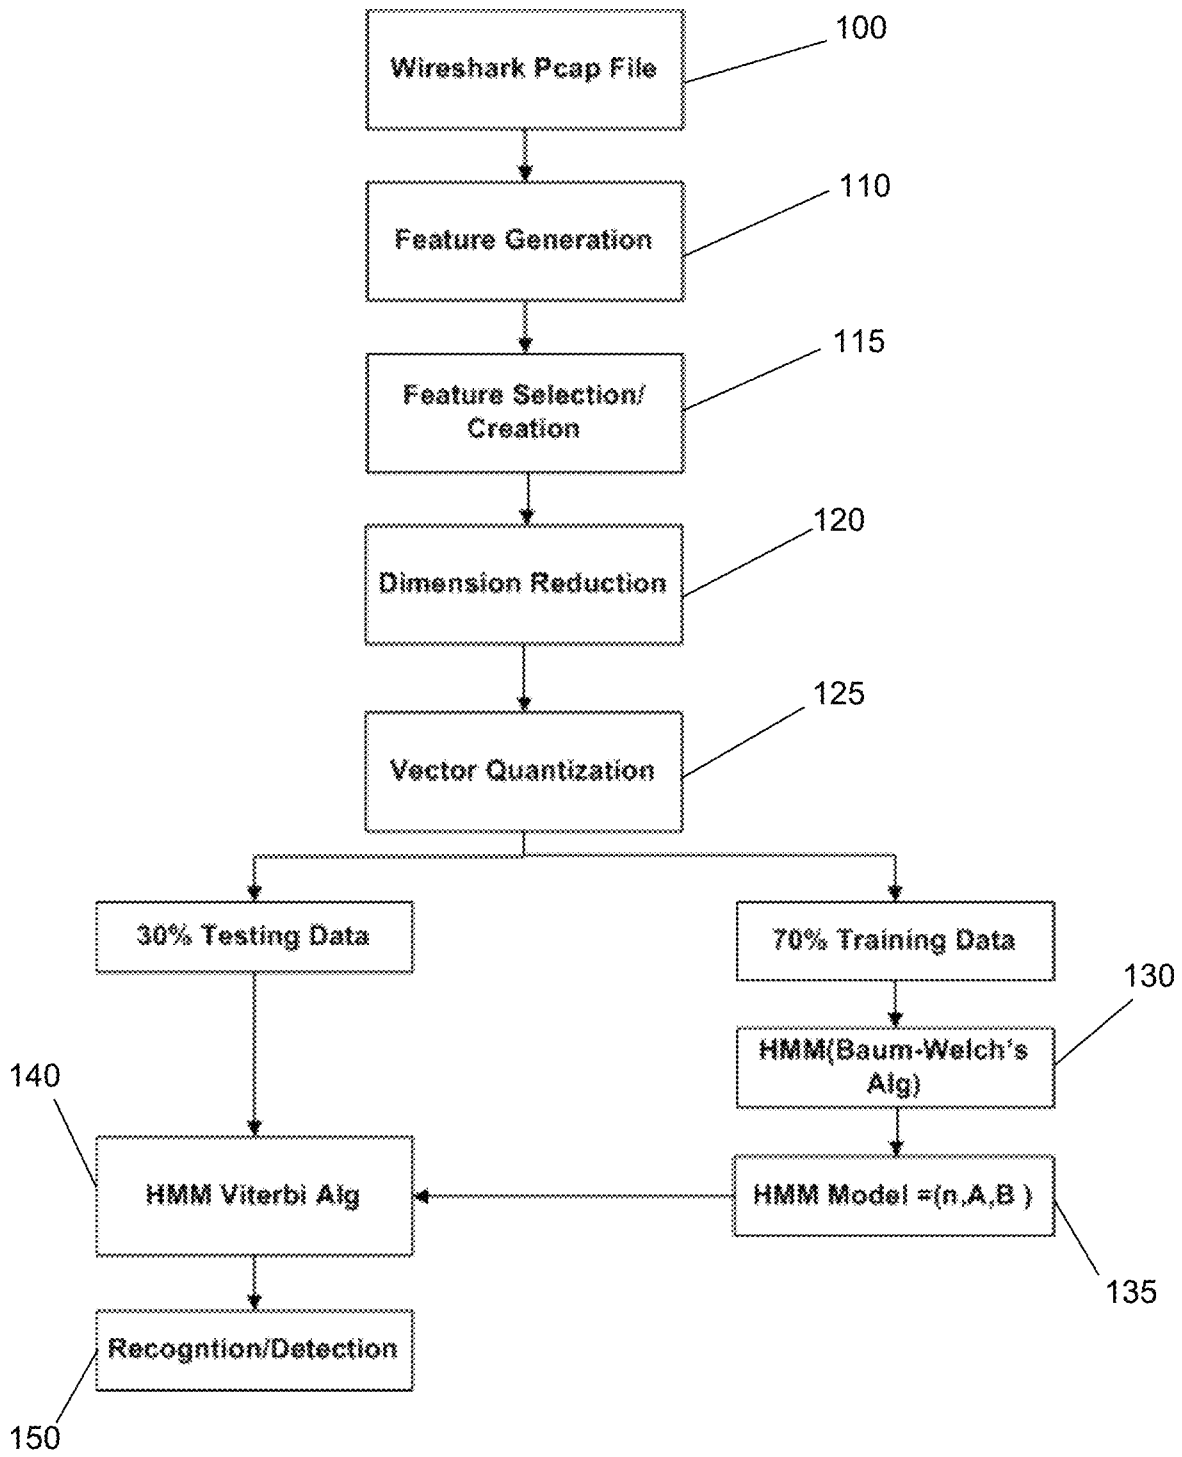 100
Wireshark Pcap File
110
Feature Generation
115
Feature Selection/
Creation
120
Dimension Reduction
125
Vector Quantization
30% Testing Data
70% Training Data
130
HMM(Baum-Welch's
Alg)
140
HMM Viterbi Alg
HMM Model =(n,A,B )
135
Recogntion/Detection
150